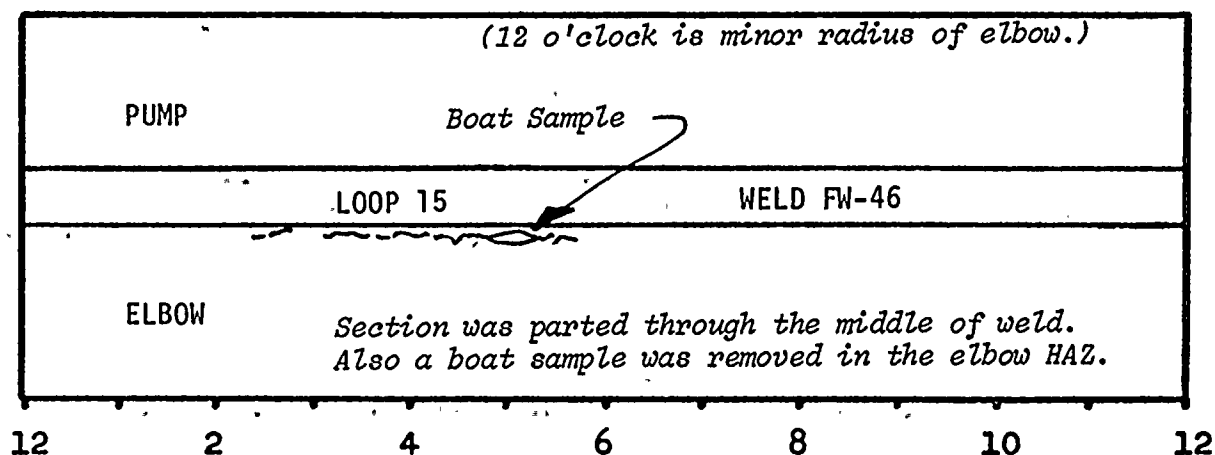 (12 o'clock is minor radius of elbow.)
PUMP
Boat Sample
LOOP 15
WELD FW-46
ELBOW
Section was parted through the middle of weld.
Also a boat sample was removed in the elbow HAZ.
12 2 4 6 8 10 12